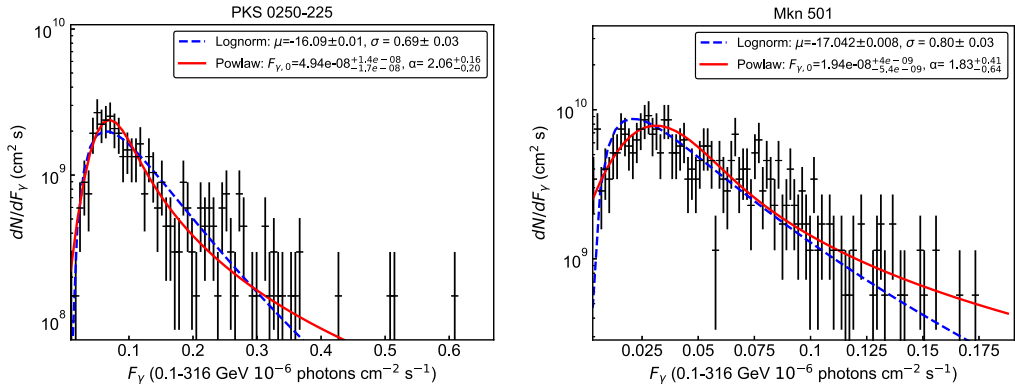 PKS 0250-225
Lognorm: μ=-16.09±0.01, σ = 0.69± 0.03
Powlaw: Fγ,0=4.94e-08+1.4e−08−1.7e−08, α= 2.06+0.16−0.20
10^10
10^9
10^8
dN/dFγ (cm² s)
0.1 0.2 0.3 0.4 0.5 0.6
Fγ (0.1-316 GeV 10⁻⁶ photons cm⁻² s⁻¹)
Mkn 501
Lognorm: μ=-17.042±0.008, σ = 0.80± 0.03
Powlaw: Fγ,0=1.94e-08+4e−09−5.4e−09, α= 1.83+0.41−0.64
10^10
10^9
dN/dFγ (cm² s)
0.025 0.05 0.075 0.1 0.125 0.15 0.175
Fγ (0.1-316 GeV 10⁻⁶ photons cm⁻² s⁻¹)